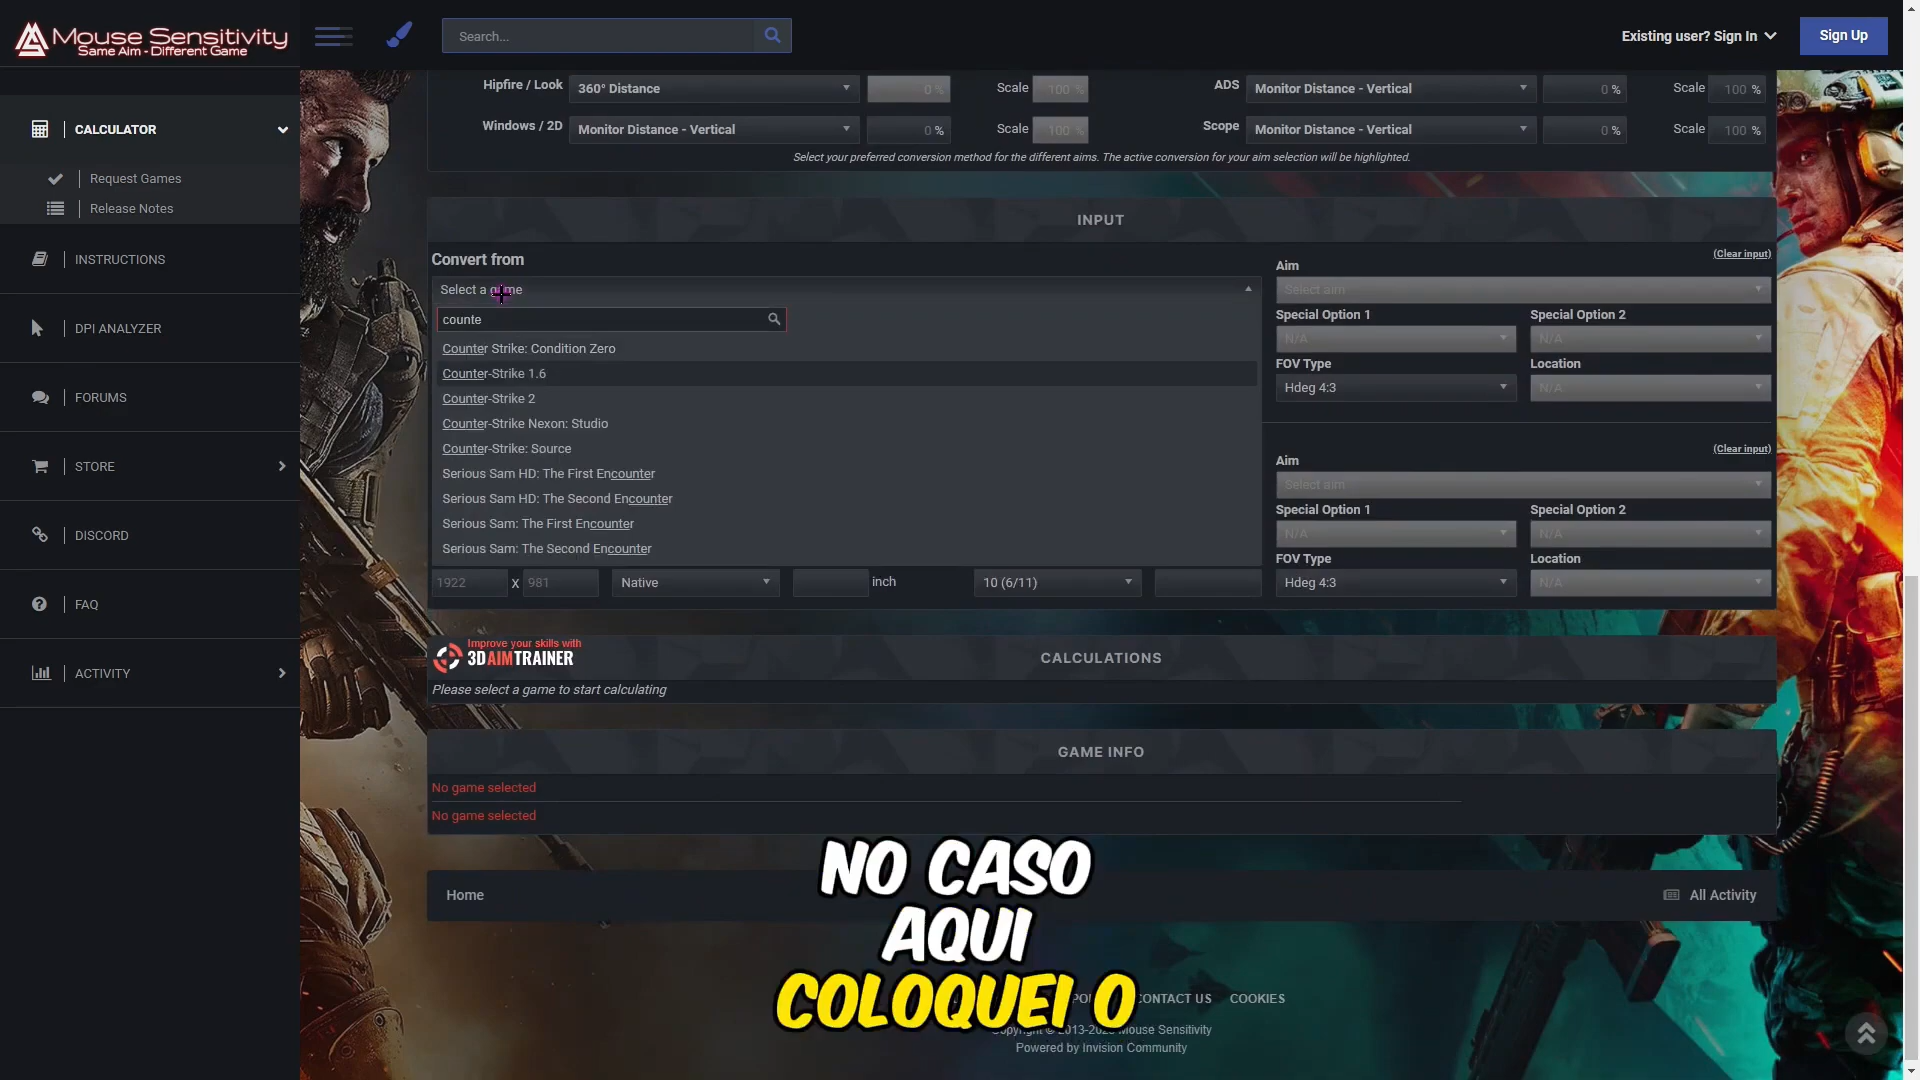 Mouse Sensitivity
Same Aim - Different Game
Search...
Existing user? Sign In
Sign Up
CALCULATOR
Request Games
Release Notes
INSTRUCTIONS
DPI ANALYZER
FORUMS
STORE
DISCORD
FAQ
ACTIVITY
Hipfire / Look
360° Distance
0 %
Scale
100 %
ADS
Monitor Distance - Vertical
0 %
Scale
100 %
Windows / 2D
Monitor Distance - Vertical
0 %
Scale
100 %
Scope
Monitor Distance - Vertical
0 %
Scale
100 %
Select your preferred conversion method for the different aims. The active conversion for your aim selection will be highlighted.
INPUT
Convert from
(Clear input)
Select a game
counte
Counter Strike: Condition Zero
Counter-Strike 1.6
Counter-Strike 2
Counter-Strike Nexon: Studio
Counter-Strike: Source
Serious Sam HD: The First Encounter
Serious Sam HD: The Second Encounter
Serious Sam: The First Encounter
Serious Sam: The Second Encounter
1922 X 981
Native
inch
10 (6/11)
Aim
Select aim
Special Option 1
Special Option 2
N/A
N/A
FOV Type
Location
Hdeg 4:3
N/A
(Clear input)
Aim
Select aim
Special Option 1
Special Option 2
N/A
N/A
FOV Type
Location
Hdeg 4:3
N/A
Improve your skills with
3DAIMTRAINER
CALCULATIONS
Please select a game to start calculating
GAME INFO
No game selected
No game selected
Home
All Activity
NO CASO
AQUI
COLOQUEI O
CONTACT US
COOKIES
Mouse Sensitivity
Powered by Invision Community